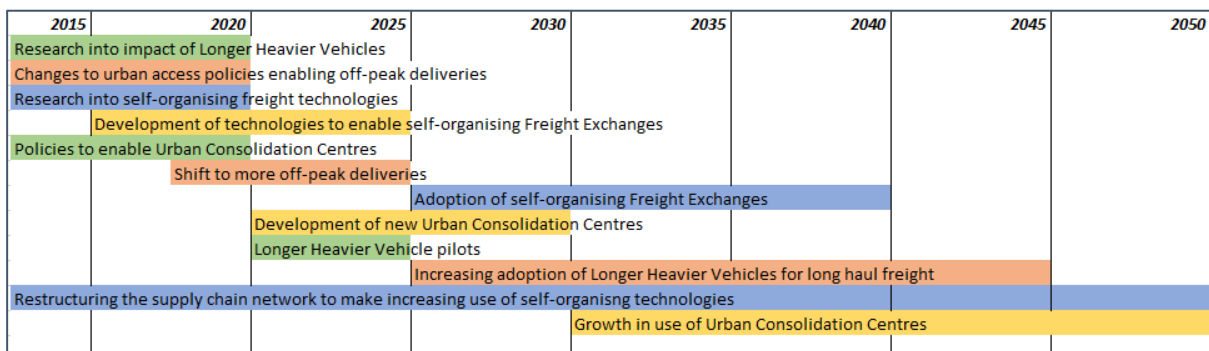 2015 2020 2025 2030 2035 2040 2045 2050
Research into impact of Longer Heavier Vehicles
Changes to urban access policies enabling off-peak deliveries
Research into self-organising freight technologies
Development of technologies to enable self-organising Freight Exchanges
Policies to enable Urban Consolidation Centres
Shift to more off-peak deliveries
Adoption of self-organising Freight Exchanges
Development of new Urban Consolidation Centres
Longer Heavier Vehicle pilots
Increasing adoption of Longer Heavier Vehicles for long haul freight
Restructuring the supply chain network to make increasing use of self-organisng technologies
Growth in use of Urban Consolidation Centres